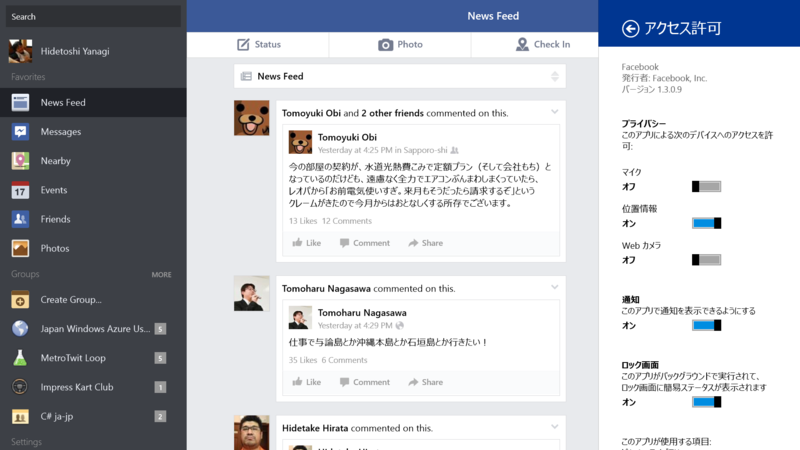 Search
Hidetoshi Yanagi
Favorites
News Feed
Messages
Nearby
17
Events
Friends
Photos
Groups
MORE
Create Group...
Japan Windows Azure Us...
5
MetroTwit Loop
5
Impress Kart Club
1
C# ja-jp
2
Settings
News Feed
Status
Photo
Check In
News Feed
Tomoyuki Obi and 2 other friends commented on this.
Tomoyuki Obi
Yesterday at 4:25 PM in Sapporo-shi
今の部屋の契約が、水道光熱費こみで定額プラン（そして会社もち）と
なっているのだけども、遠慮なく全力でエアコンぶんまわしまくっていたら、
レオパから「お前電気使いすぎ。来月もそうだったら請求するぞ」という
クレームがきたので今月からはおとなしくする所存でございます。
13 Likes 12 Comments
Like
Comment
Share
Tomoharu Nagasawa commented on this.
Tomoharu Nagasawa
Yesterday at 4:29 PM
仕事で与論島とか沖縄本島とか石垣島とか行きたい！
35 Likes 6 Comments
Like
Comment
Share
Hidetake Hirata commented on this.
アクセス許可
Facebook
発行者: Facebook, Inc.
バージョン 1.3.0.9
プライバシー
このアプリによる次のデバイスへのアクセスを許
可:
マイク
オフ
位置情報
オン
Web カメラ
オフ
通知
このアプリで通知を表示できるようにする
オン
ロック画面
このアプリがバックグラウンドで実行されて、
ロック画面に簡易ステータスが表示されます
オン
このアプリが使用する項目: